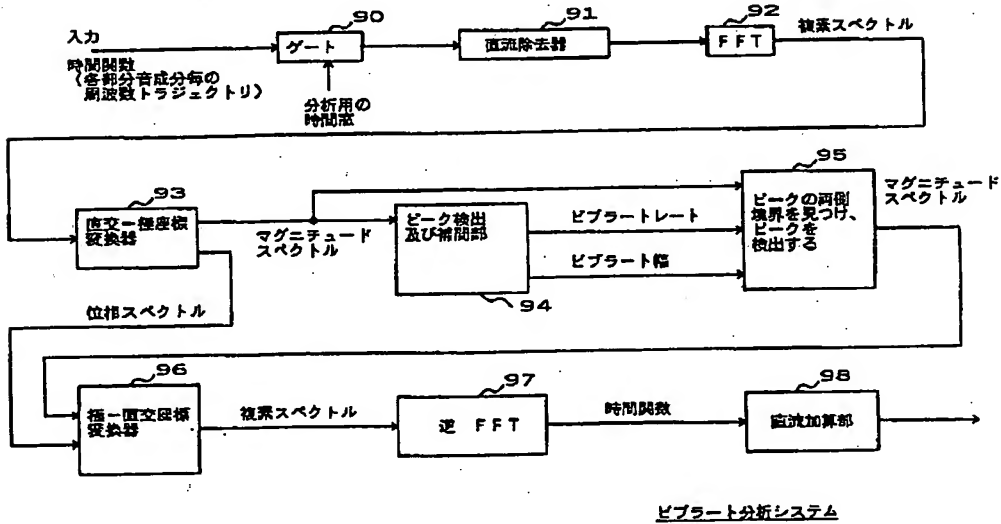 90
91
92
入力
ゲート
直流除去器
FFT
複素スペクトル
時間関数
(各部分音成分毎の
周波数トラジェクトリ)
分析用の
時間窓
93
95
直交−極座標
変換器
マグニチュード
スペクトル
ピーク検出
及び補間部
94
ビブラートレート
ビブラート幅
ピークの両側
境界を見つけ、
ピークを
検出する
マグニチュード
スペクトル
位相スペクトル
96
97
98
極−直交座標
変換器
複素スペクトル
逆 FFT
時間関数
直流加算部
ビブラート分析システム